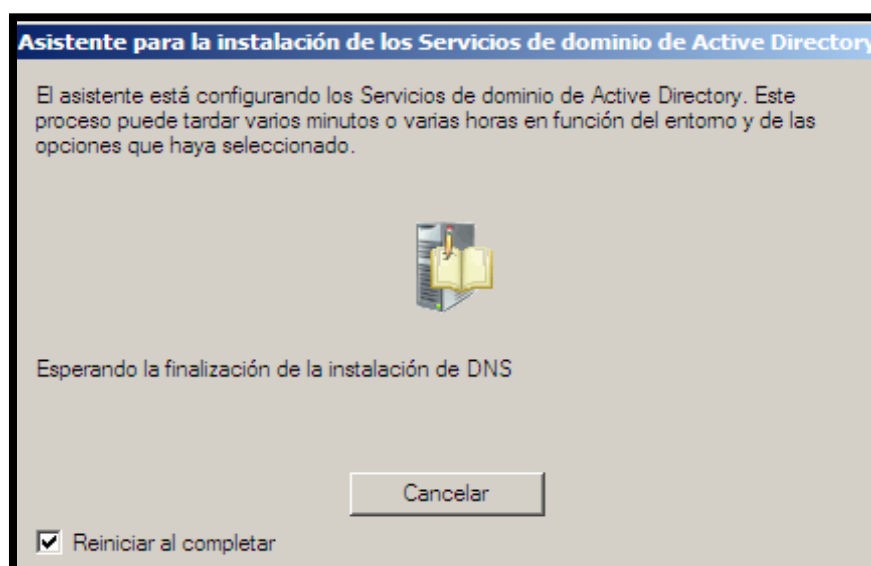 Asistente para la instalación de los Servicios de dominio de Active Directory
El asistente está configurando los Servicios de dominio de Active Directory. Este
proceso puede tardar varios minutos o varias horas en función del entorno y de las
opciones que haya seleccionado.
Esperando la finalización de la instalación de DNS
Cancelar
Reiniciar al completar